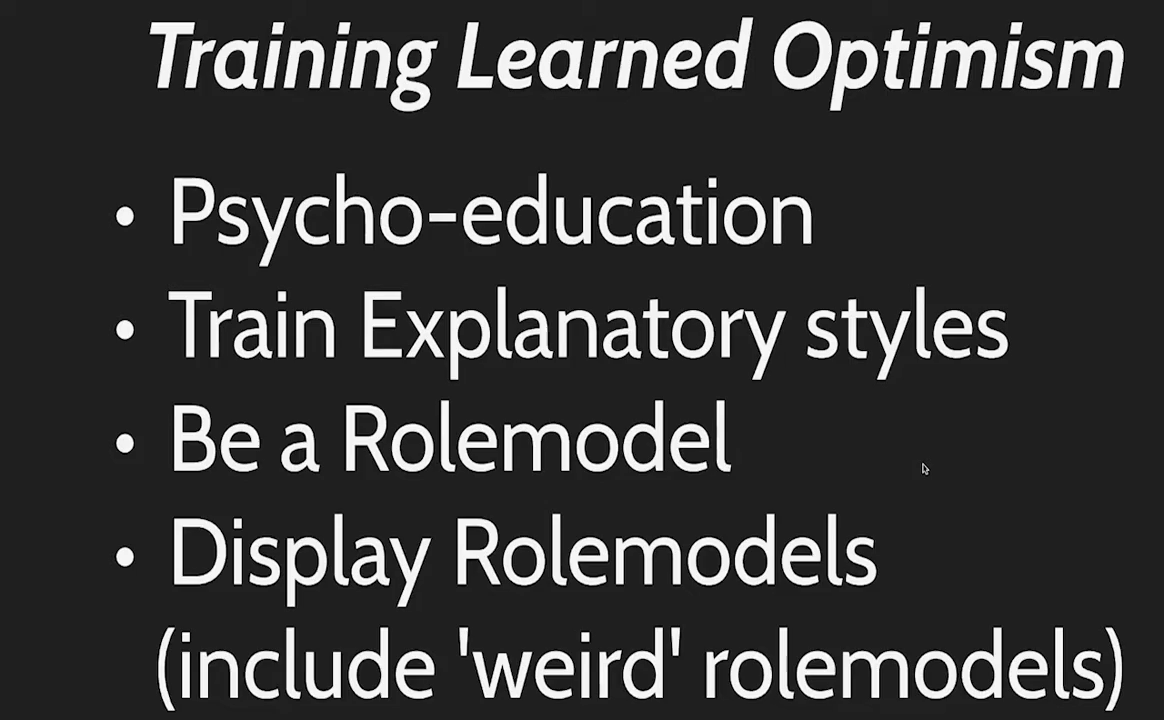 Training Learned Optimism
• Psycho-education
• Train Explanatory styles
• Be a Rolemodel
• Display Rolemodels
(include 'weird' rolemodels)